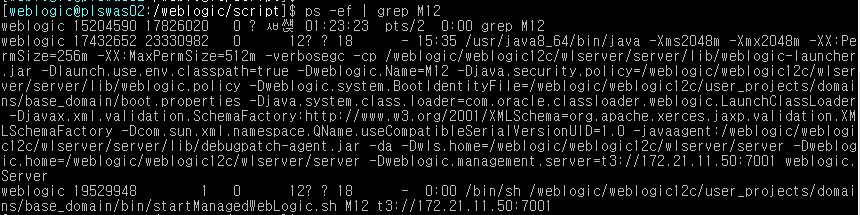 [weblogic@plswas02:/weblogic/script]$ ps -ef | grep M12
weblogic 15204590 17826020 0 ? 01:23:23 pts/2 0:00 grep M12
weblogic 17432652 23330982 0 12? ? 18 - 15:35 /usr/java8_64/bin/java -Xms2048m -Xmx2048m -XX:Pe
rmSize=256m -XX:MaxPermSize=512m -verbosegc -cp /weblogic/weblogic12c/wlserver/server/lib/weblogic-launcher
.jar -Dlaunch.use.env.classpath=true -Dweblogic.Name=M12 -Djava.security.policy=/weblogic/weblogic12c/wlser
ver/server/lib/weblogic.policy -Dweblogic.system.BootIdentityFile=/weblogic/weblogic12c/user_projects/domai
ns/base_domain/boot.properties -Djava.system.class.loader=com.oracle.classloader.weblogic.LaunchClassLoader
-Djavax.xml.validation.SchemaFactory:http://www.w3.org/2001/XMLSchema=org.apache.xerces.jaxp.validation.XM
LSchemaFactory -Dcom.sun.xml.namespace.QName.useCompatibleSerialVersionUID=1.0 -javaagent:/weblogic/weblogi
c12c/wlserver/server/lib/debugpatch-agent.jar -da -Dwls.home=/weblogic/weblogic12c/wlserver/server -Dweblog
ic.home=/weblogic/weblogic12c/wlserver/server -Dweblogic.management.server=t3://172.21.11.50:7001 weblogic.
Server
weblogic 19529948 1 0 12? ? 18 - 0:00 /bin/sh /weblogic/weblogic12c/user_projects/domai
ns/base_domain/bin/startManagedWebLogic.sh M12 t3://172.21.11.50:7001